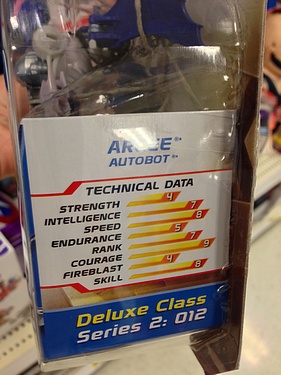 ARCEE ®*
AUTOBOT ®*
TECHNICAL DATA
STRENGTH 4
INTELLIGENCE 7
SPEED 8
ENDURANCE 5
RANK 7
COURAGE 9
FIREBLAST 4
SKILL 8
Deluxe Class
Series 2: 012